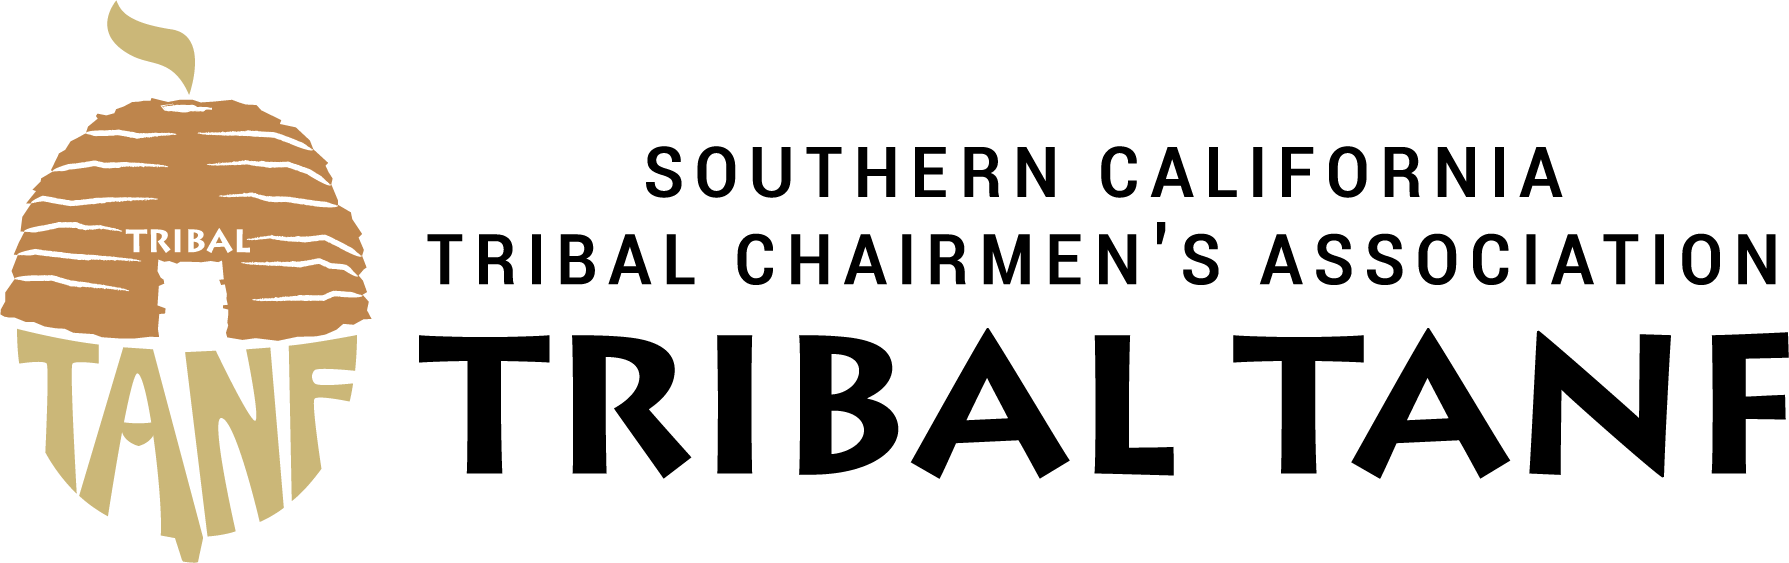 TRIBAL
TANF
SOUTHERN CALIFORNIA
TRIBAL CHAIRMEN'S ASSOCIATION
TRIBAL TANF